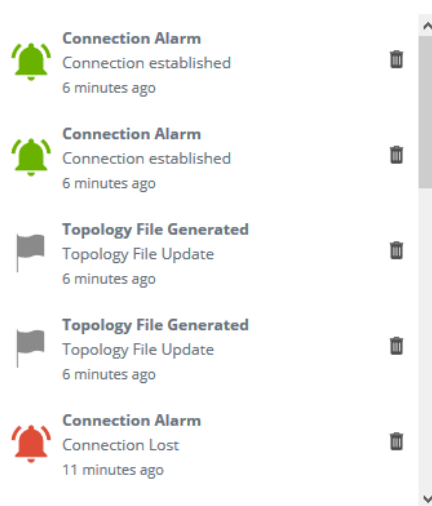 Connection Alarm
Connection established
6 minutes ago
Connection Alarm
Connection established
6 minutes ago
Topology File Generated
Topology File Update
6 minutes ago
Topology File Generated
Topology File Update
6 minutes ago
Connection Alarm
Connection Lost
11 minutes ago